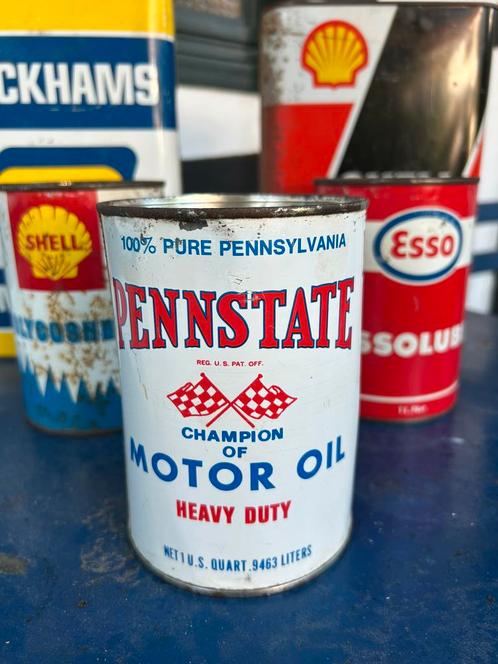 CKHAMS
SHELL
LYCOSHE
100% PURE PENNSYLVANIA
PENNSTATE
REG. U.S. PAT. OFF.
CHAMPION
OF
MOTOR OIL
HEAVY DUTY
NET 1 U.S. QUART .9463 LITERS
Esso
SSOLUB